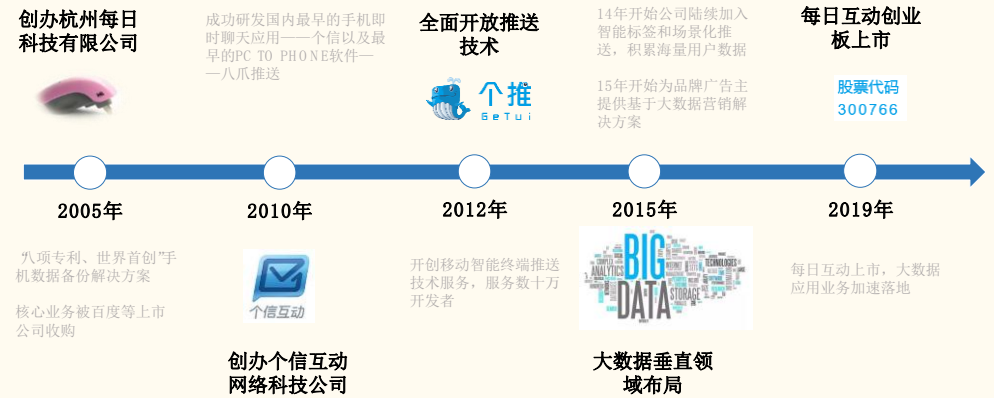 创办杭州每日
科技有限公司
2005年
“八项专利、世界首创”手
机数据备份解决方案
核心业务被百度等上市
公司收购
成功研发国内最早的手机即
时聊天应用——个信以及最
早的PC TO PHONE软件—
—八爪推送
2010年
个信互动
创办个信互动
网络科技公司
全面开放推送
技术
个推
GeTui
2012年
开创移动智能终端推送
技术服务，服务数十万
开发者
14年开始公司陆续加入
智能标签和场景化推
送，积累海量用户数据
15年开始为品牌广告主
提供基于大数据营销解
决方案
2015年
COMPLEX
ANALYTICS
BIG
TECHNOLOGIES
DATA
STORAGE
大数据垂直领
域布局
每日互动创业
板上市
股票代码
300766
2019年
每日互动上市，大数据
应用业务加速落地